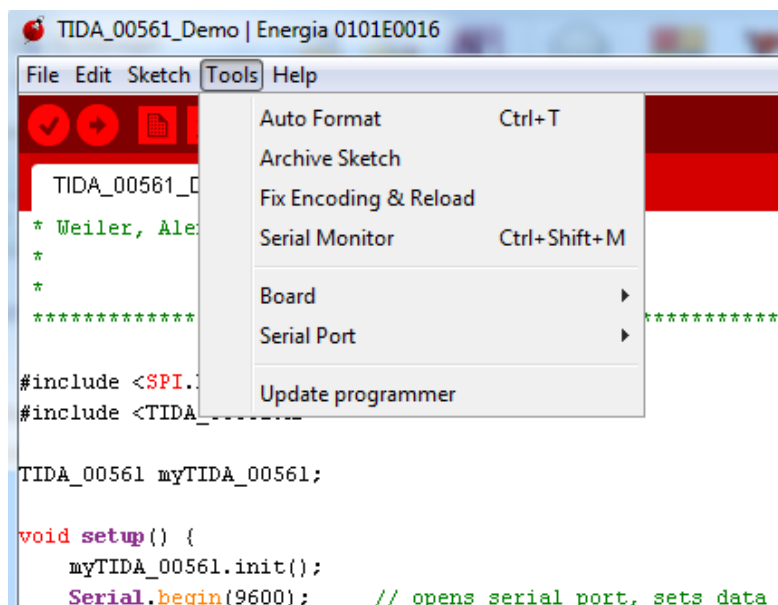 TIDA_00561_Demo | Energia 0101E0016
File Edit Sketch Tools Help
Auto Format Ctrl+T
Archive Sketch
TIDA_00561_D
Fix Encoding & Reload
* Weiler, Ale
Serial Monitor Ctrl+Shift+M
*
*
Board
*************
***********
Serial Port
#include <SPI.
Update programmer
#include <TIDA_
TIDA_00561 myTIDA_00561;
void setup() {
myTIDA_00561.init();
Serial.begin(9600); // opens serial port, sets data